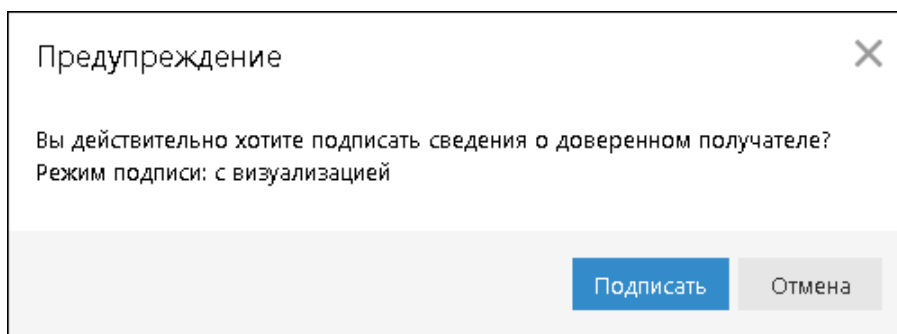 Предупреждение
Вы действительно хотите подписать сведения о доверенном получателе?
Режим подписи: с визуализацией
Подписать
Отмена